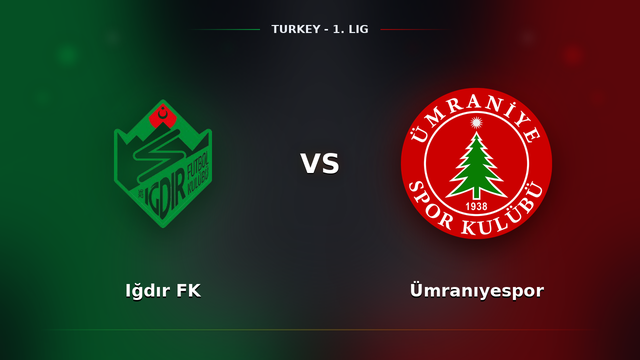 TURKEY - 1. LIG
IĞDIR
FUTBOL
KULÜBÜ
VS
ÜMRANİYE
1938
SPOR KULÜBÜ
Iğdır FK
Ümranıyespor